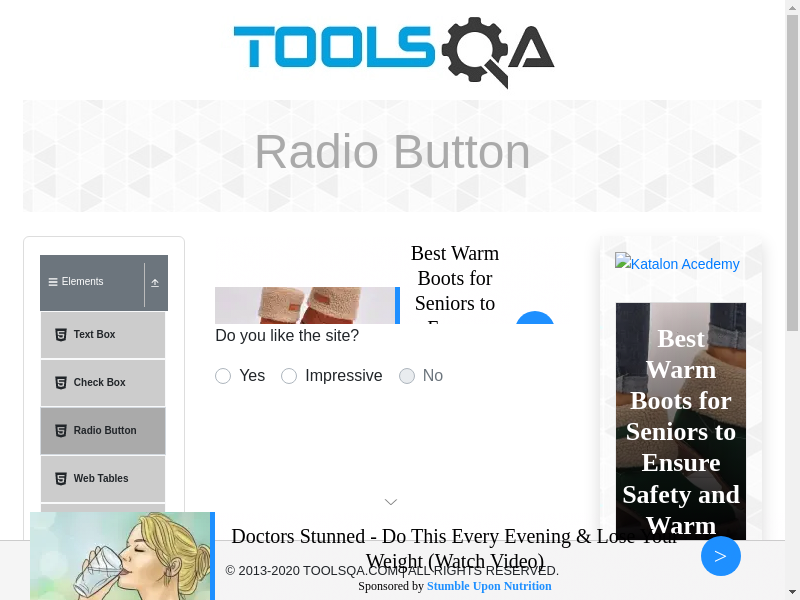 TOOLSQA
Radio Button
Elements
Text Box
Check Box
Radio Button
Web Tables
Best Warm
Boots for
Seniors to
Do you like the site?
Yes
Impressive
No
Katalon Acedemy
Best
Warm
Boots for
Seniors to
Ensure
Safety and
Warm
Doctors Stunned - Do This Every Evening & Lose Your
Weight (Watch Video)
© 2013-2020 TOOLSQA.COM | ALL RIGHTS RESERVED.
Sponsored by Stumble Upon Nutrition
>